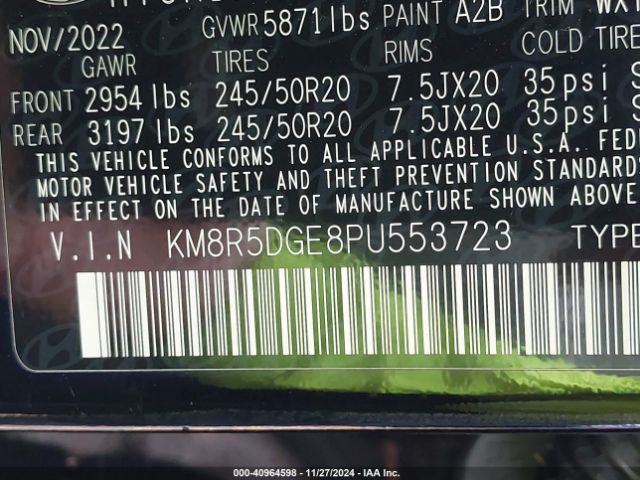 NOV/2022 GVWR 5871 lbs PAINT A2B TRIM
GAWR TIRES RIMS COLD TIRE
FRONT 2954 lbs 245/50R20 7.5JX20 35psi
REAR 3197 lbs 245/50R20 7.5JX20 35psi
THIS VEHICLE CONFORMS TO ALL APPLICABLE U.S.A. FEDE
MOTOR VEHICLE SAFETY AND THEFT PREVENTION STANDARDS
IN EFFECT ON THE DATE OF MANUFACTURE SHOWN ABOVE
V.I.N KM8R5DGE8PU553723 TYPE
000-40964598 - 11/27/2024 - IAA Inc.